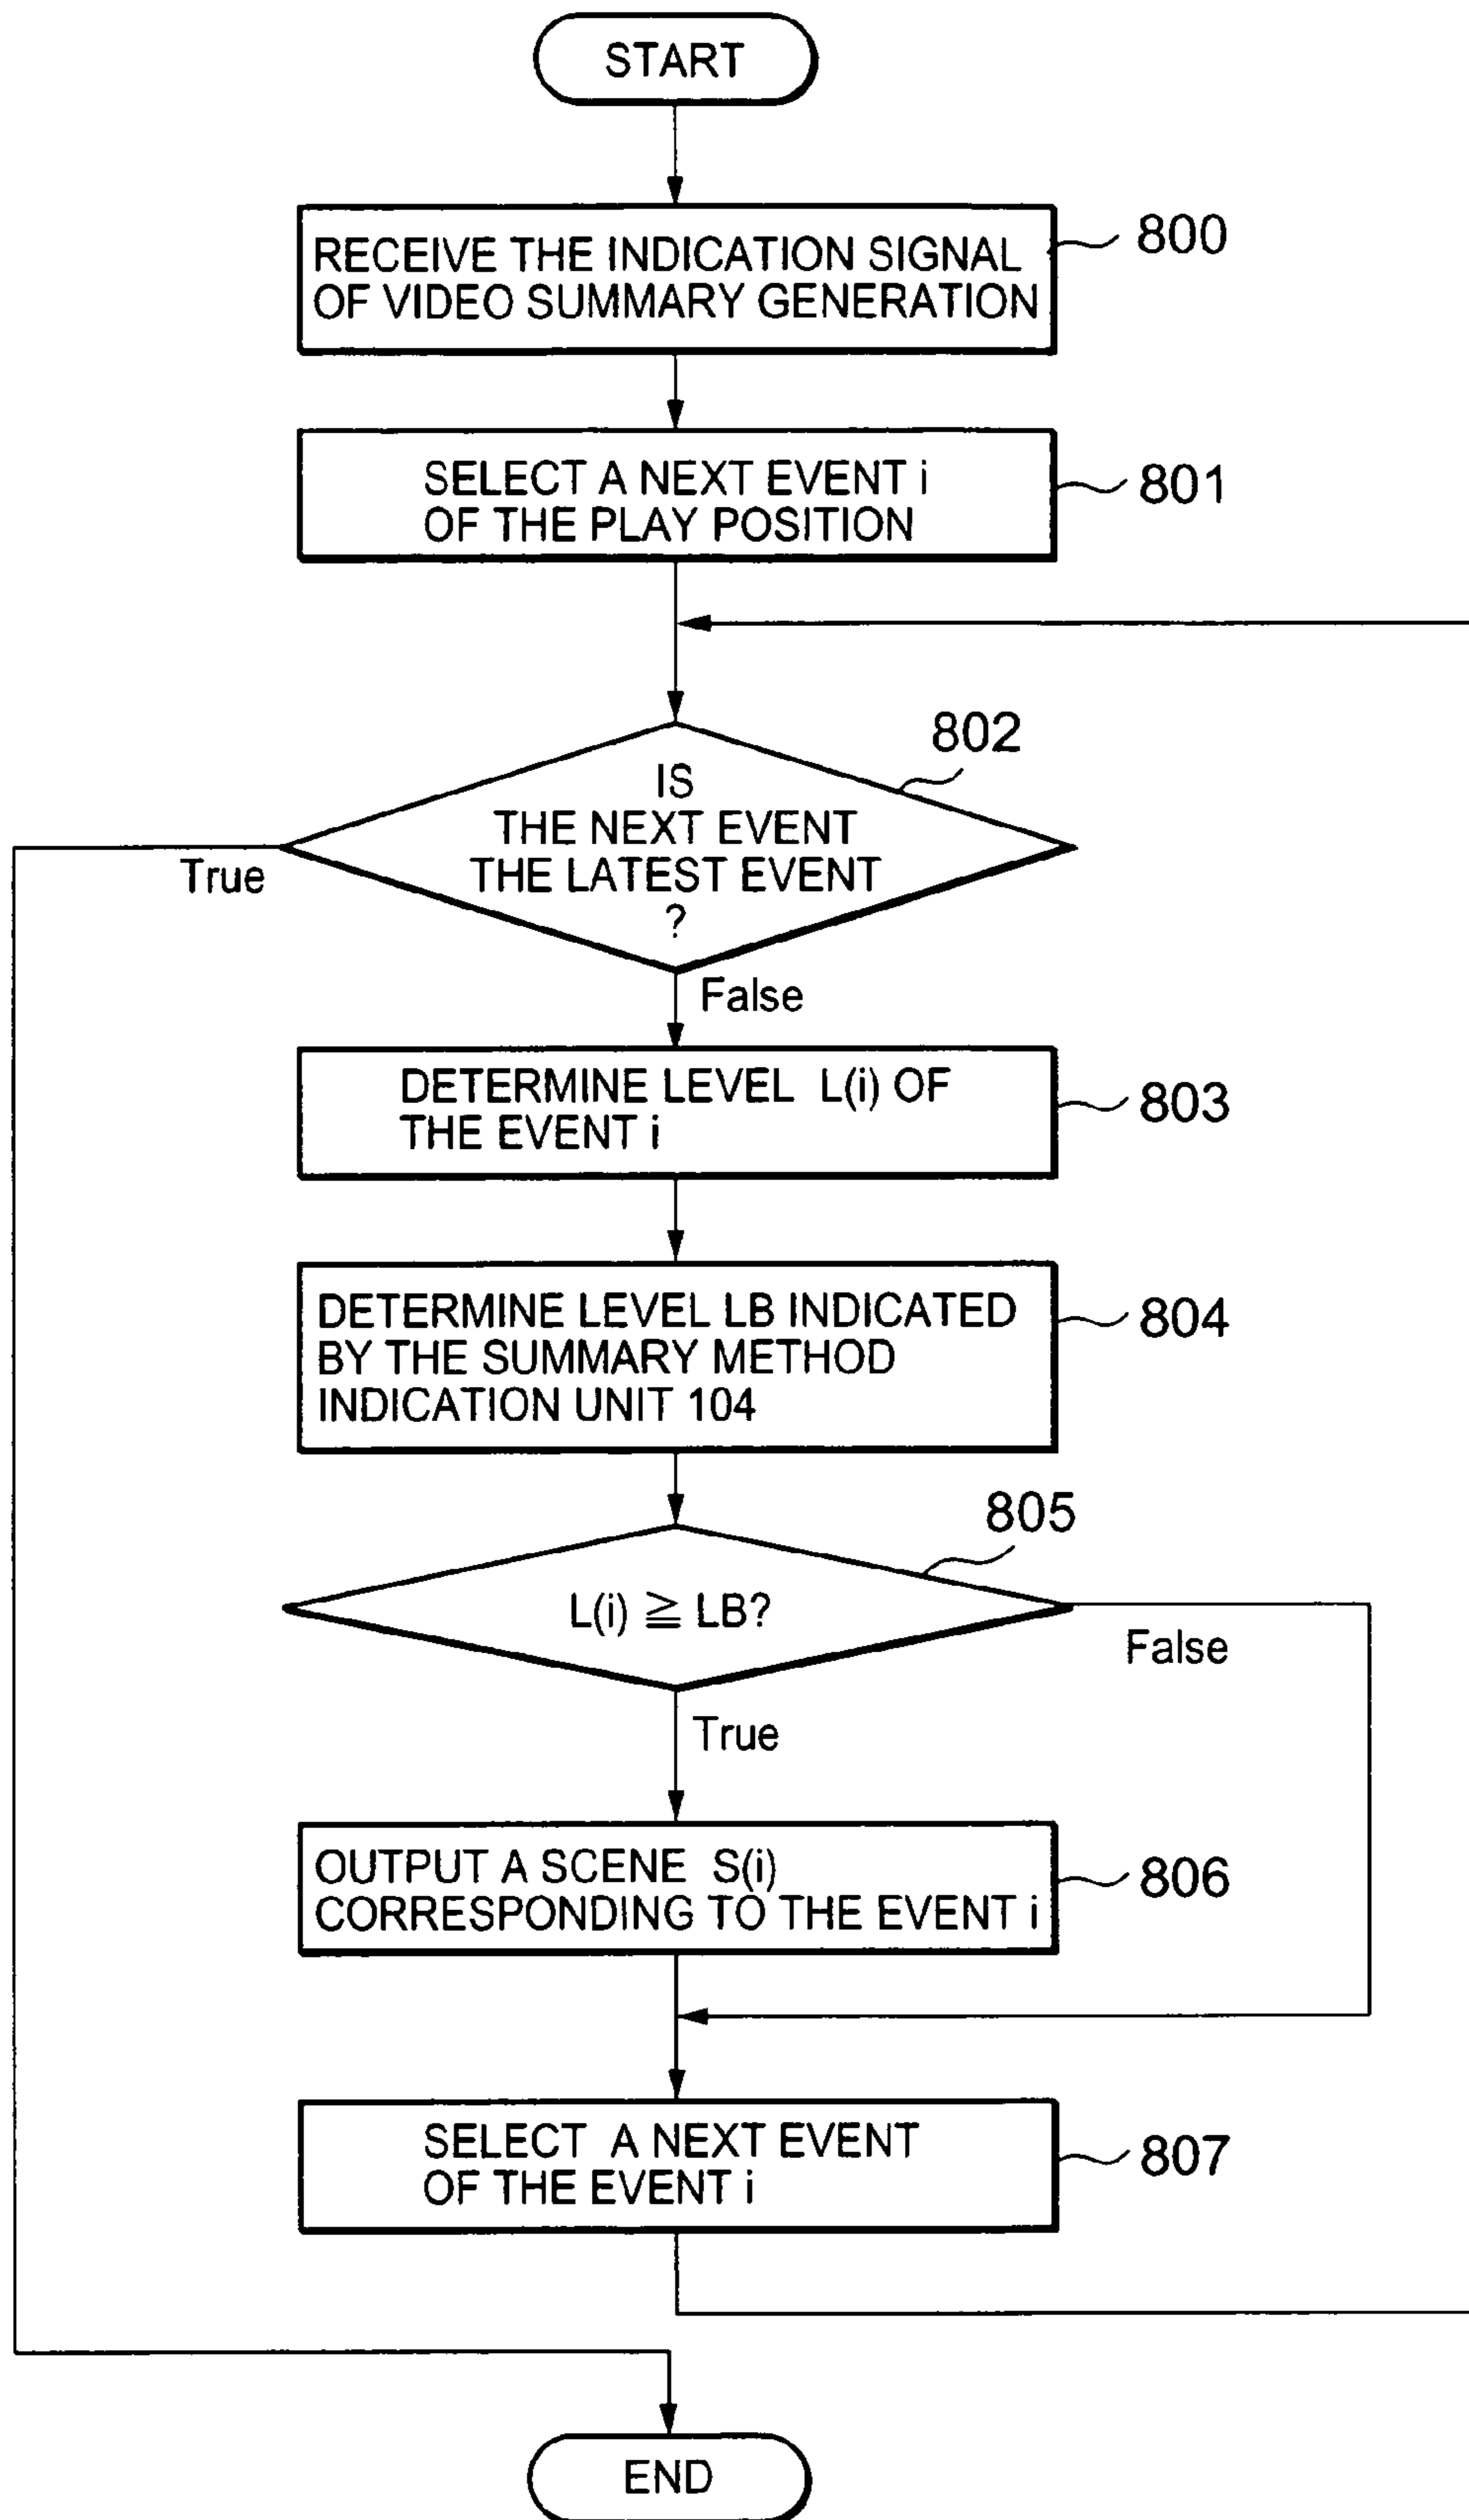 START
RECEIVE THE INDICATION SIGNAL
OF VIDEO SUMMARY GENERATION
800
SELECT A NEXT EVENT i
OF THE PLAY POSITION
801
802
IS
THE NEXT EVENT
THE LATEST EVENT
?
True
False
DETERMINE LEVEL L(i) OF
THE EVENT i
803
DETERMINE LEVEL LB INDICATED
BY THE SUMMARY METHOD
INDICATION UNIT 104
804
805
L(i) ≧ LB?
False
True
OUTPUT A SCENE S(i)
CORRESPONDING TO THE EVENT i
806
SELECT A NEXT EVENT
OF THE EVENT i
807
END